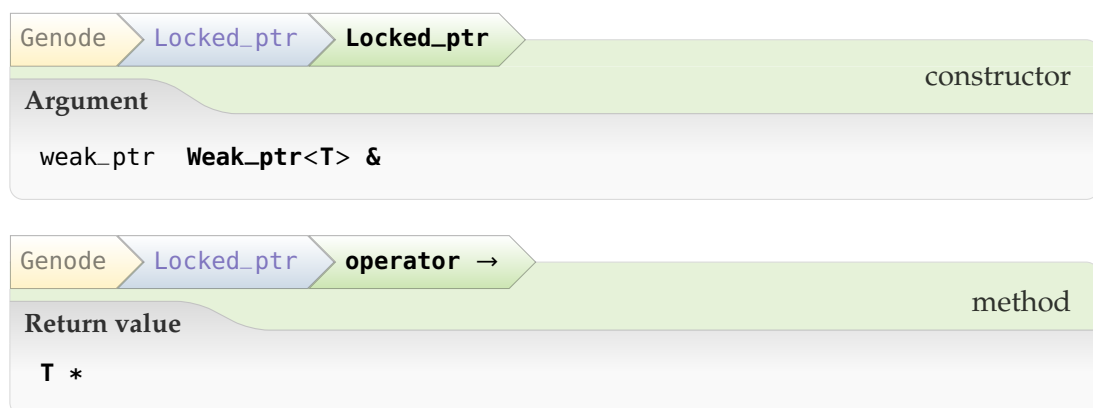 Genode Locked_ptr Locked_ptr
constructor
Argument
weak_ptr Weak_ptr<T> &
Genode Locked_ptr operator →
method
Return value
T *